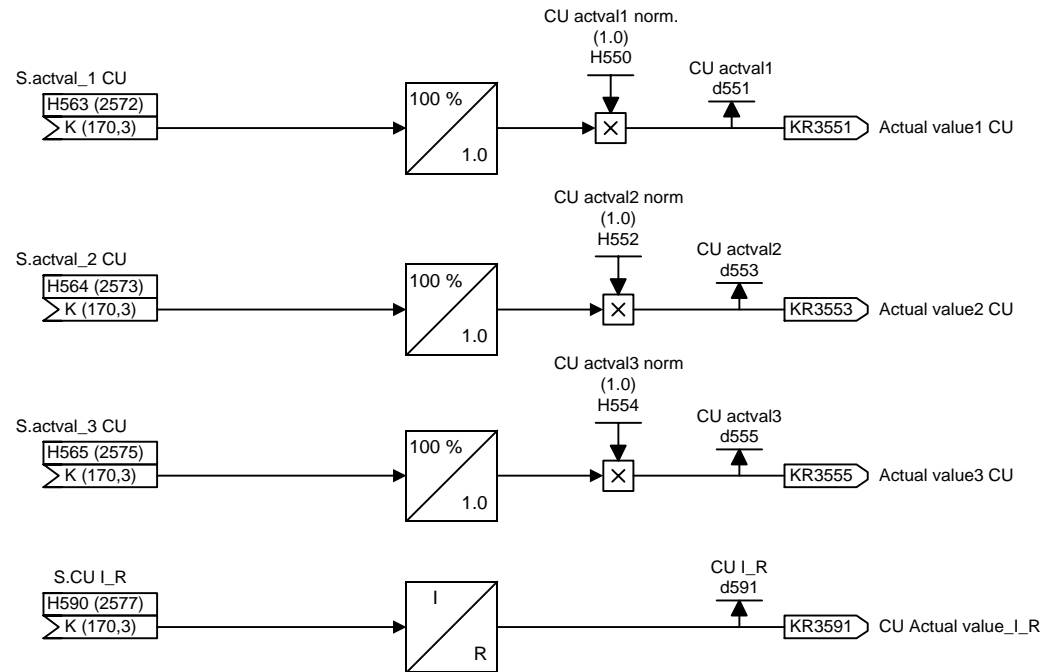 CU actval1 norm.
(1.0)
H550
S.actval_1 CU
H563 (2572)
K (170,3)
100 %
1.0
×
CU actval1
d551
KR3551
Actual value1 CU
CU actval2 norm
(1.0)
H552
S.actval_2 CU
H564 (2573)
K (170,3)
100 %
1.0
×
CU actval2
d553
KR3553
Actual value2 CU
CU actval3 norm
(1.0)
H554
S.actval_3 CU
H565 (2575)
K (170,3)
100 %
1.0
×
CU actval3
d555
KR3555
Actual value3 CU
S.CU I_R
H590 (2577)
K (170,3)
I
R
CU I_R
d591
KR3591
CU Actual value_I_R